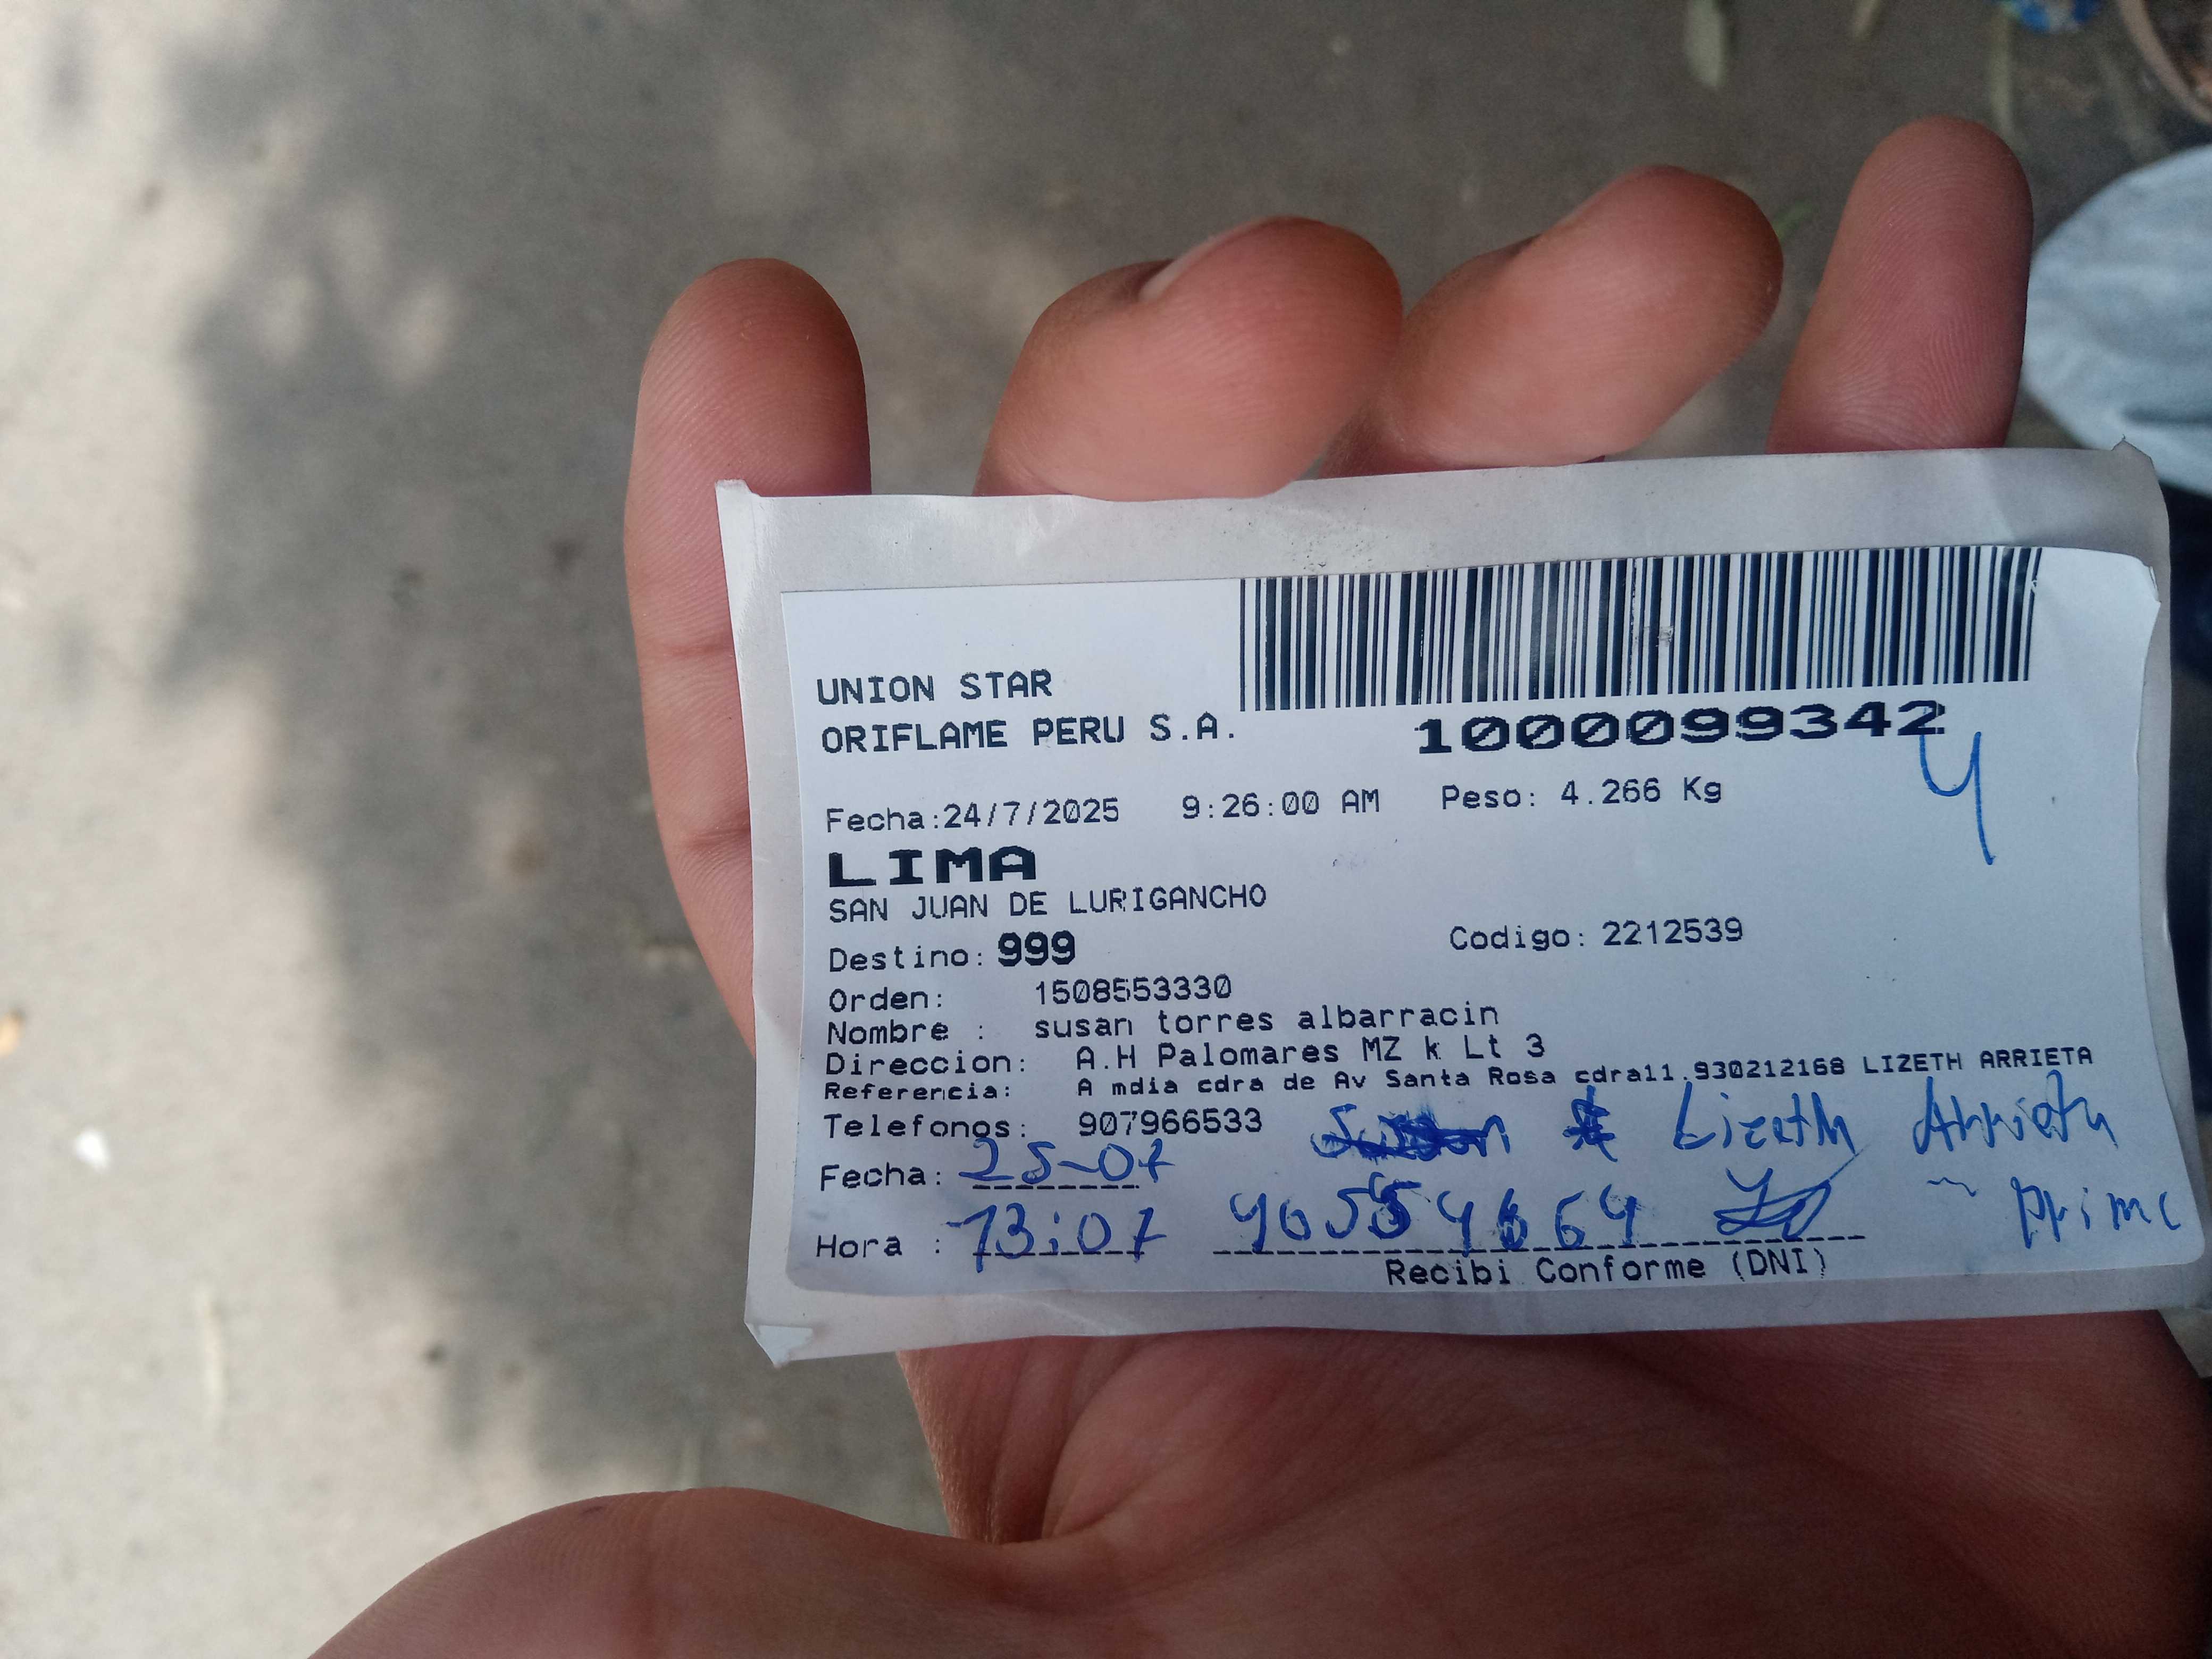 UNION STAR
ORIFLAME PERU S.A.
1000099342
Fecha:24/7/2025 9:26:00 AM Peso: 4.266 Kg
LIMA
SAN JUAN DE LURIGANCHO
Destino: 999 Codigo: 2212539
Orden: 1508553330
Nombre : susan torres albarracin
Direccion: A.H Palomares MZ k Lt 3
Referencia: A mdia cdra de Av Santa Rosa cdra11.930212168 LIZETH ARRIETA
Telefonos: 907966533 Lizeth Arrieta
Fecha: 25-07
Hora : 13:07 prima
Recibi Conforme (DNI)